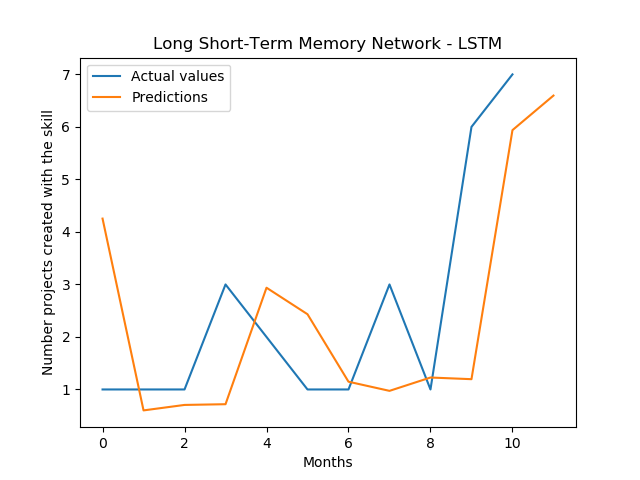 Long Short-Term Memory Network - LSTM
Actual values
Predictions
Number projects created with the skill
7
6
5
4
3
2
1
0 2 4 6 8 10
Months